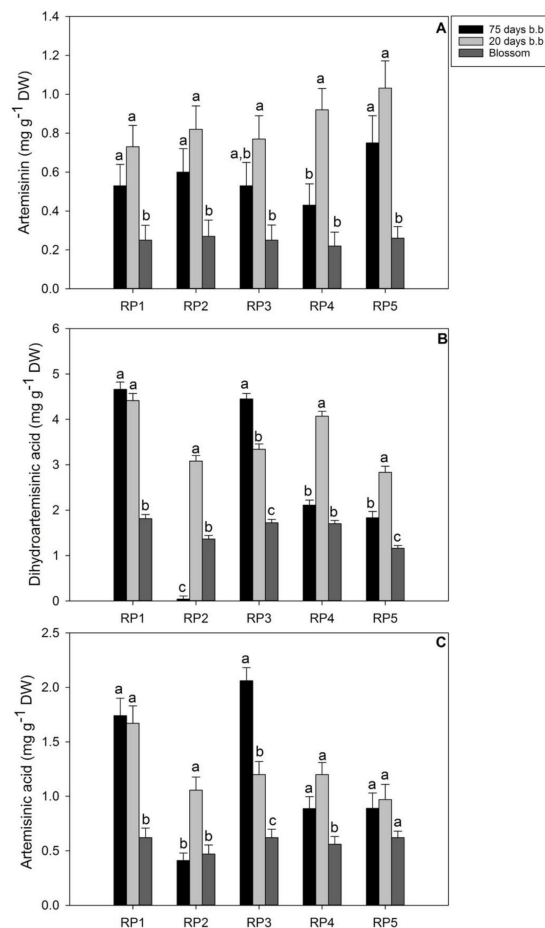 75 days b.b
20 days b.b
Blossom
A
Artemisinin (mg g⁻¹ DW)
1.4
1.2
1.0
0.8
0.6
0.4
0.2
0.0
a a b
a a b
a,b a b
b a b
a a b
RP1 RP2 RP3 RP4 RP5
B
Dihydroartemisinic acid (mg g⁻¹ DW)
6
5
4
3
2
1
0
a a b
c a b
a b c
b a b
b a c
RP1 RP2 RP3 RP4 RP5
C
Artemisinic acid (mg g⁻¹ DW)
2.5
2.0
1.5
1.0
0.5
0.0
a a b
b a b
a b c
a a b
a a a
RP1 RP2 RP3 RP4 RP5